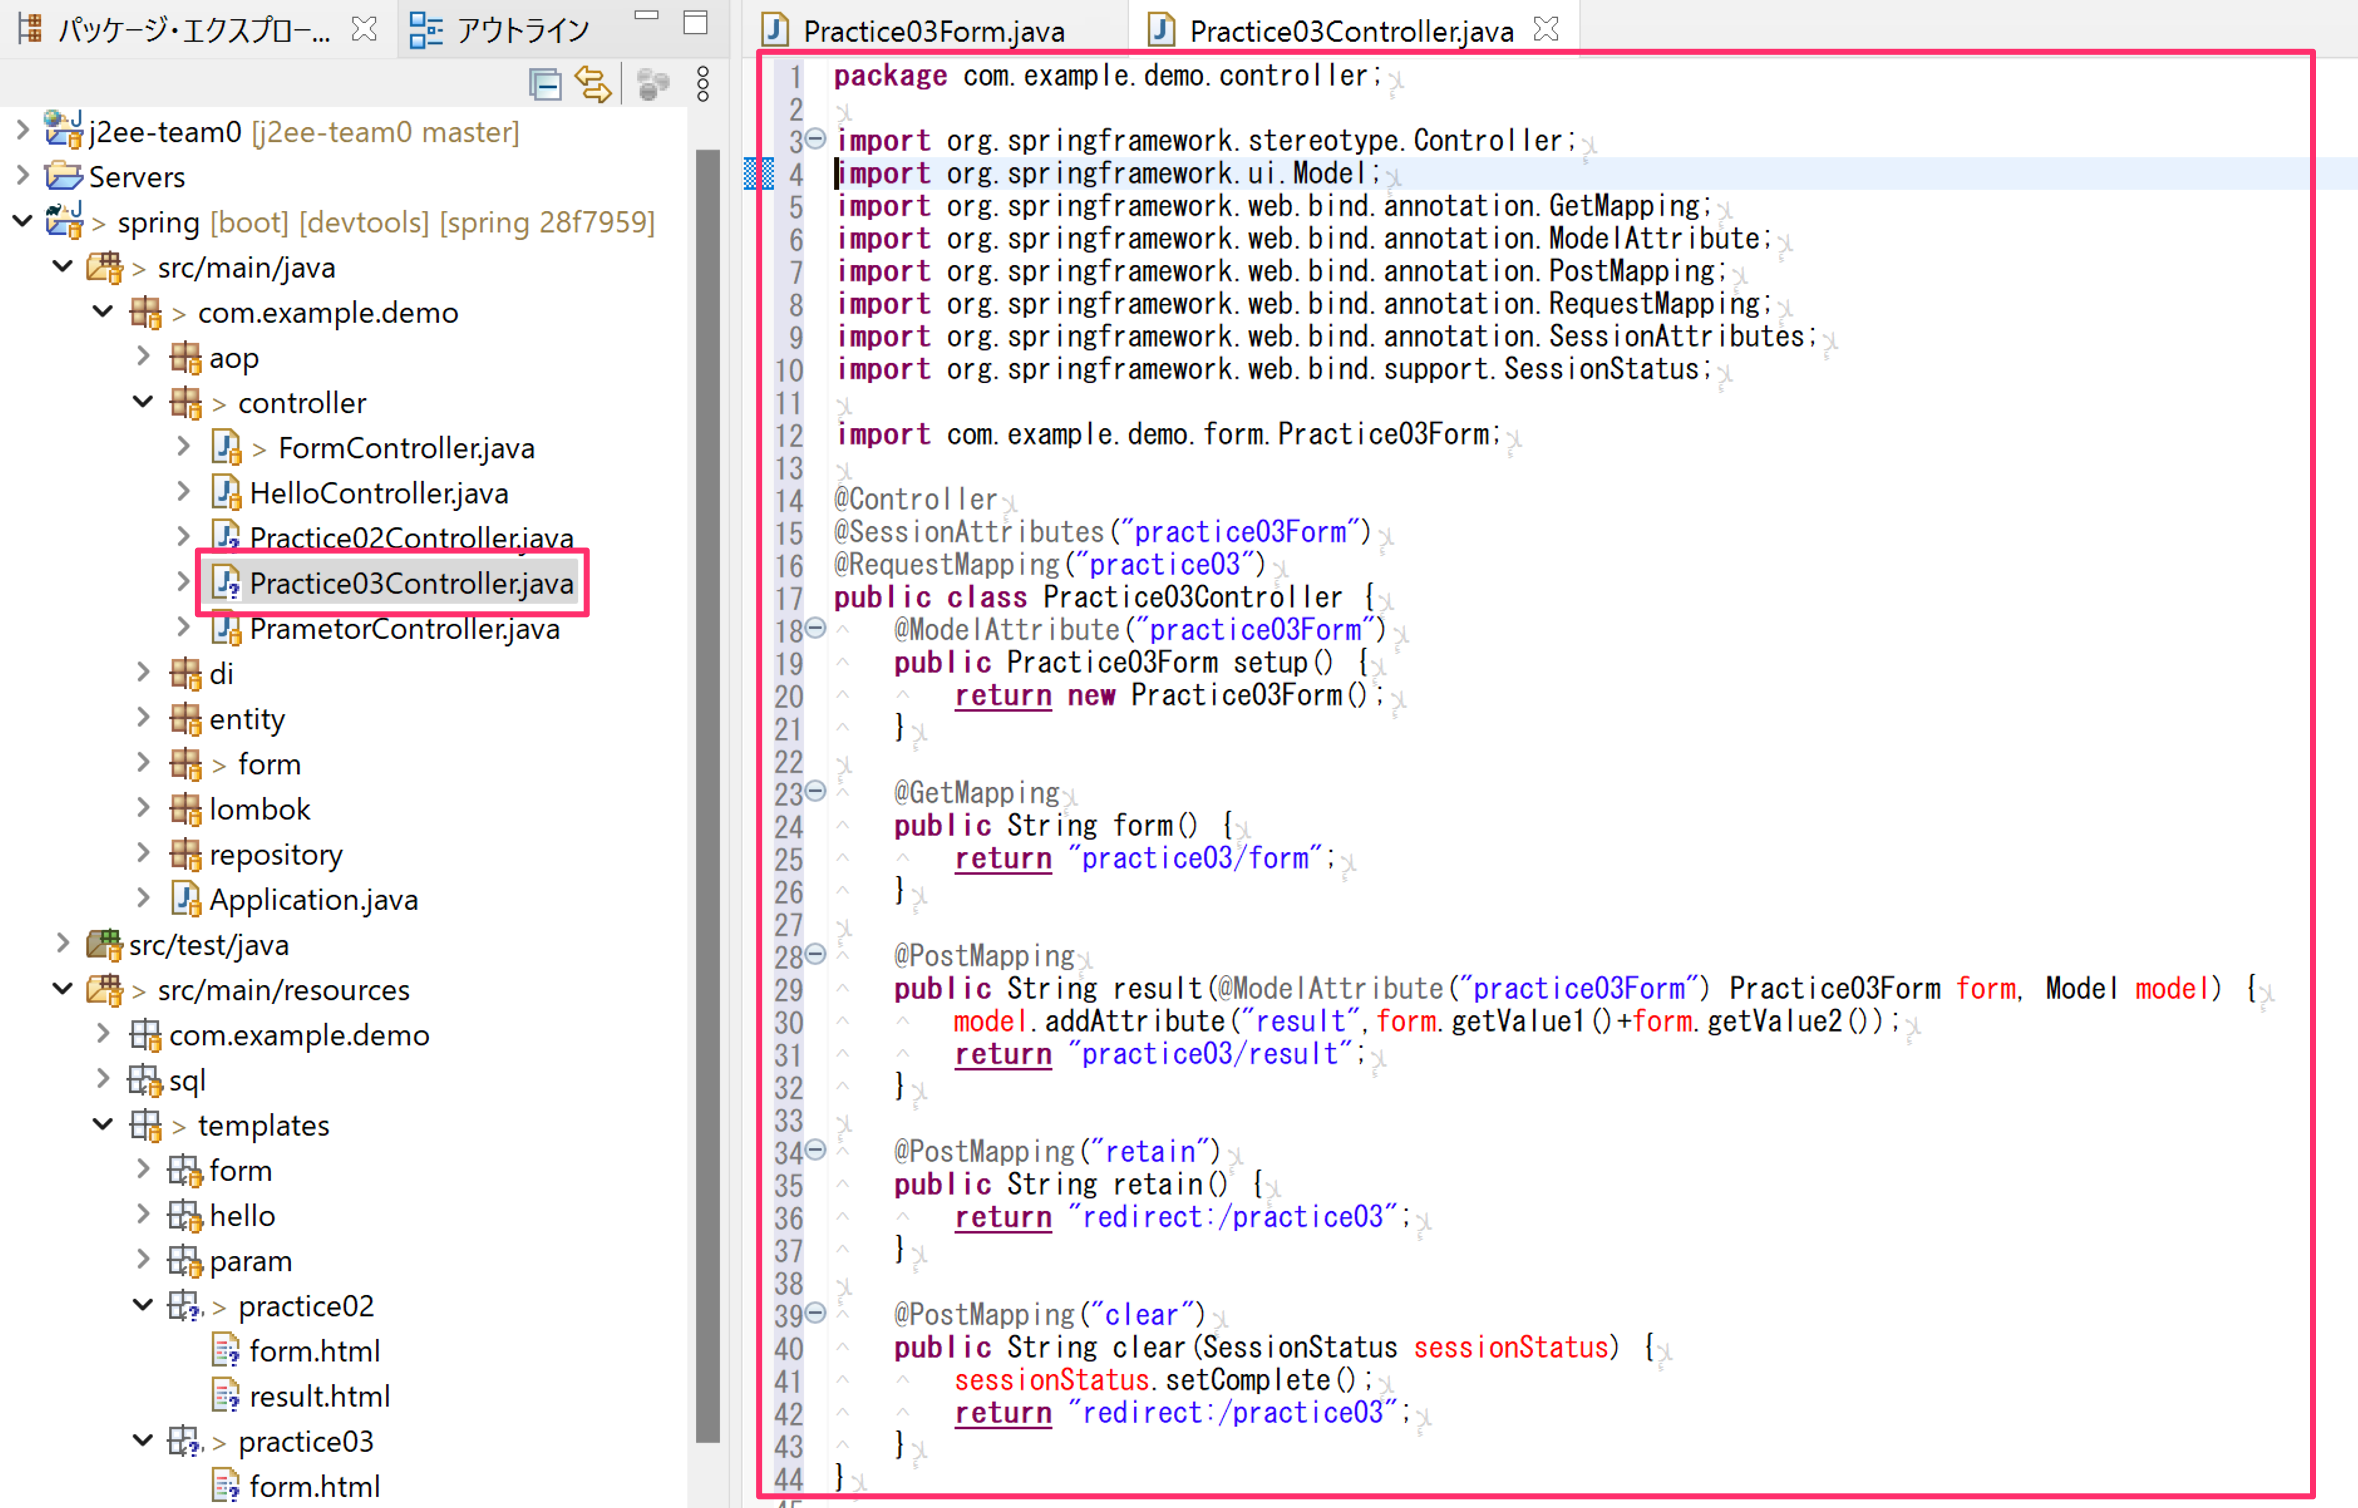 パッケージ・エクスプロー...
アウトライン
j2ee-team0 [j2ee-team0 master]
Servers
> spring [boot] [devtools] [spring 28f7959]
> src/main/java
> com.example.demo
aop
> controller
> FormController.java
HelloController.java
Practice02Controller.java
Practice03Controller.java
PrametorController.java
di
entity
> form
lombok
repository
Application.java
src/test/java
> src/main/resources
com.example.demo
sql
> templates
form
hello
param
> practice02
form.html
result.html
> practice03
form.html
Practice03Form.java
Practice03Controller.java
1 package com.example.demo.controller;
2
3 import org.springframework.stereotype.Controller;
4 import org.springframework.ui.Model;
5 import org.springframework.web.bind.annotation.GetMapping;
6 import org.springframework.web.bind.annotation.ModelAttribute;
7 import org.springframework.web.bind.annotation.PostMapping;
8 import org.springframework.web.bind.annotation.RequestMapping;
9 import org.springframework.web.bind.annotation.SessionAttributes;
10 import org.springframework.web.bind.support.SessionStatus;
11
12 import com.example.demo.form.Practice03Form;
13
14 @Controller
15 @SessionAttributes("practice03Form")
16 @RequestMapping("practice03")
17 public class Practice03Controller {
18 @ModelAttribute("practice03Form")
19 public Practice03Form setup() {
20 return new Practice03Form();
21 }
22
23 @GetMapping
24 public String form() {
25 return "practice03/form";
26 }
27
28 @PostMapping
29 public String result(@ModelAttribute("practice03Form") Practice03Form form, Model model) {
30 model.addAttribute("result",form.getValue1()+form.getValue2());
31 return "practice03/result";
32 }
33
34 @PostMapping("retain")
35 public String retain() {
36 return "redirect:/practice03";
37 }
38
39 @PostMapping("clear")
40 public String clear(SessionStatus sessionStatus) {
41 sessionStatus.setComplete();
42 return "redirect:/practice03";
43 }
44 }